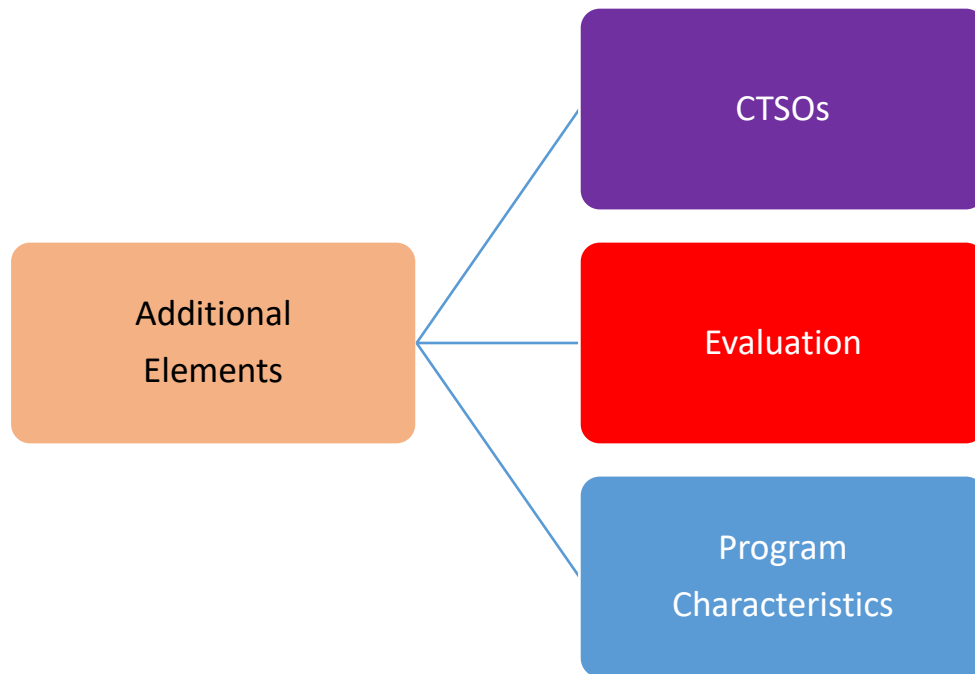 Additional
Elements
CTSOs
Evaluation
Program
Characteristics